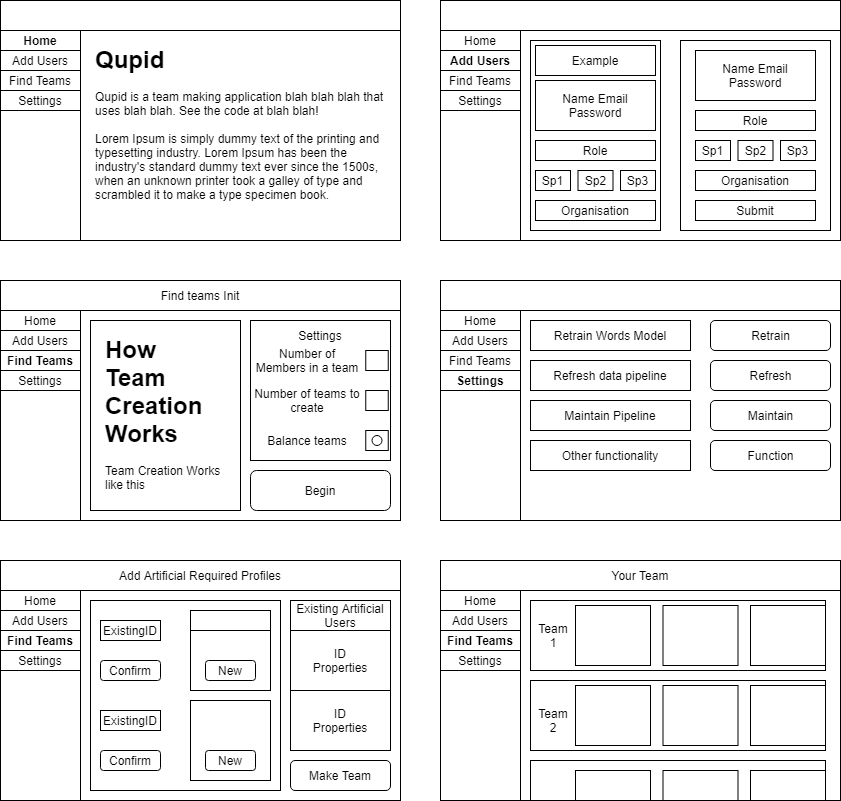 Home
Add Users
Find Teams
Settings
Qupid
Qupid is a team making application blah blah blah that
uses blah blah. See the code at blah blah!
Lorem Ipsum is simply dummy text of the printing and
typesetting industry. Lorem Ipsum has been the
industry's standard dummy text ever since the 1500s,
when an unknown printer took a galley of type and
scrambled it to make a type specimen book.
Home
Add Users
Find Teams
Settings
Example
Name Email
Password
Role
Sp1 Sp2 Sp3
Organisation
Name Email
Password
Role
Sp1 Sp2 Sp3
Organisation
Submit
Find teams Init
Home
Add Users
Find Teams
Settings
How
Team
Creation
Works
Team Creation Works
like this
Settings
Number of
Members in a team
Number of teams to
create
Balance teams
Begin
Home
Add Users
Find Teams
Settings
Retrain Words Model
Retrain
Refresh data pipeline
Refresh
Maintain Pipeline
Maintain
Other functionality
Function
Add Artificial Required Profiles
Home
Add Users
Find Teams
Settings
ExistingID
Confirm
New
ExistingID
Confirm
New
Existing Artificial
Users
ID
Properties
ID
Properties
Make Team
Your Team
Home
Add Users
Find Teams
Settings
Team
1
Team
2